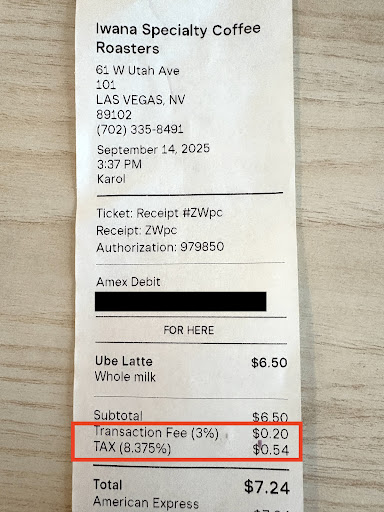 Iwana Specialty Coffee
Roasters
61 W Utah Ave
101
LAS VEGAS, NV
89102
(702) 335-8491
September 14, 2025
3:37 PM
Karol
Ticket: Receipt #ZWpc
Receipt: ZWpc
Authorization: 979850
Amex Debit
FOR HERE
Ube Latte $6.50
Whole milk
Subtotal $6.50
Transaction Fee (3%) $0.20
TAX (8.375%) $0.54
Total $7.24
American Express